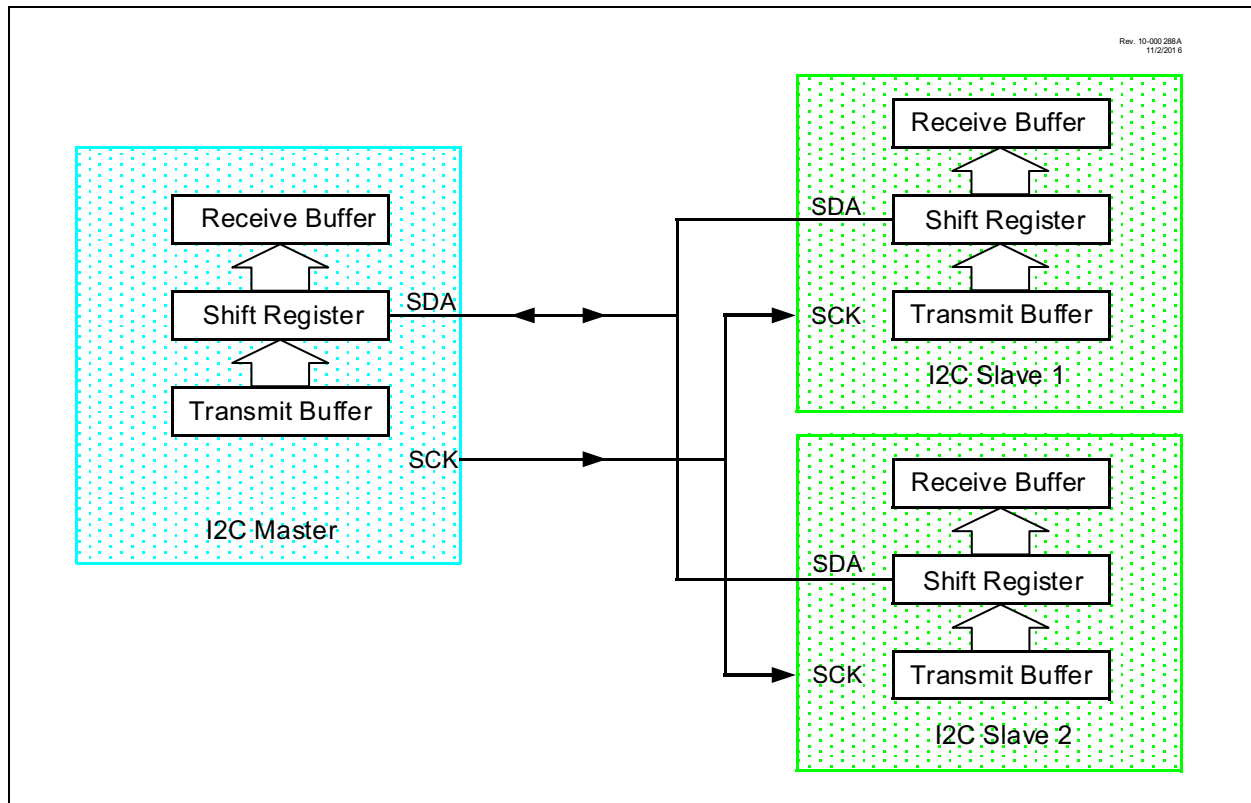 Rev. 10-000 288A
11/2/201 6
Receive Buffer
SDA
Shift Register
SCK
Transmit Buffer
I2C Slave 1
Receive Buffer
Shift Register
SDA
Transmit Buffer
SCK
I2C Master
Receive Buffer
SDA
Shift Register
SCK
Transmit Buffer
I2C Slave 2